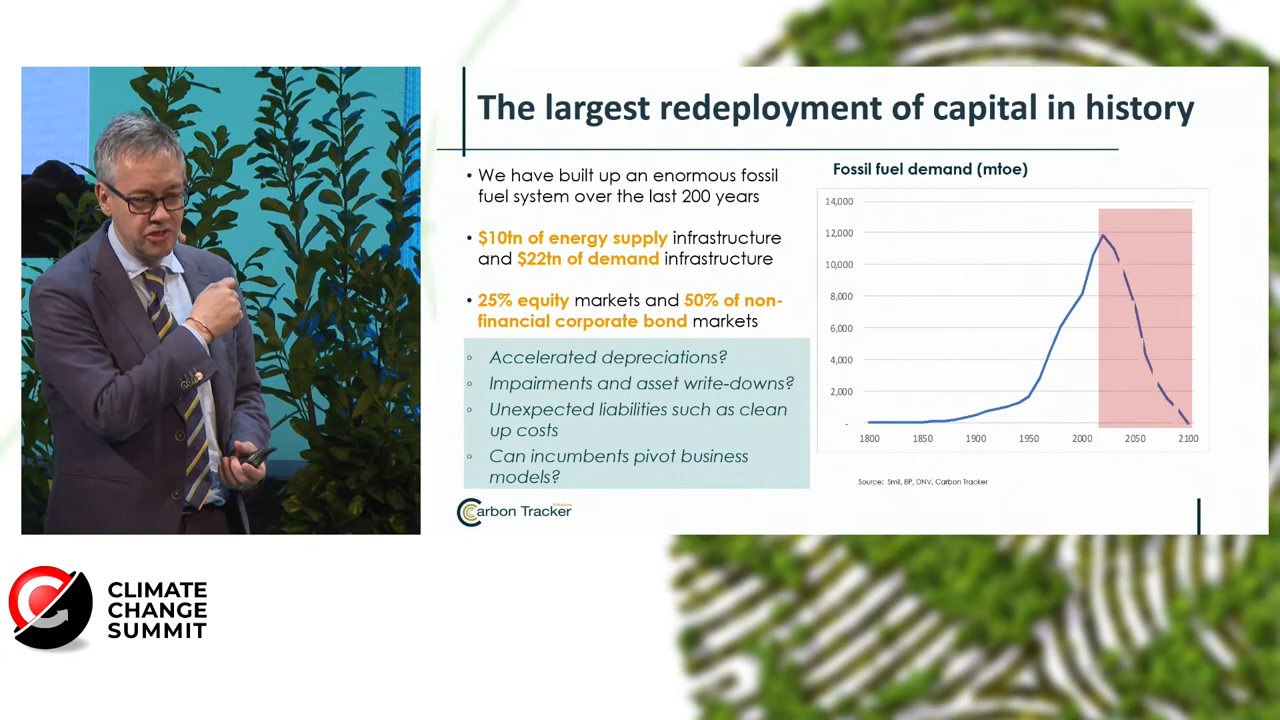 The largest redeployment of capital in history
• We have built up an enormous fossil
fuel system over the last 200 years
• $10tn of energy supply infrastructure
and $22tn of demand infrastructure
• 25% equity markets and 50% of non-
financial corporate bond markets
◦ Accelerated depreciations?
◦ Impairments and asset write-downs?
◦ Unexpected liabilities such as clean
up costs
◦ Can incumbents pivot business
models?
Fossil fuel demand (mtoe)
14,000
12,000
10,000
8,000
6,000
4,000
2,000
-
1800 1850 1900 1950 2000 2050 2100
Source: Smil, BP, DNV, Carbon Tracker
Carbon Tracker
Initiative
CLIMATE
CHANGE
SUMMIT